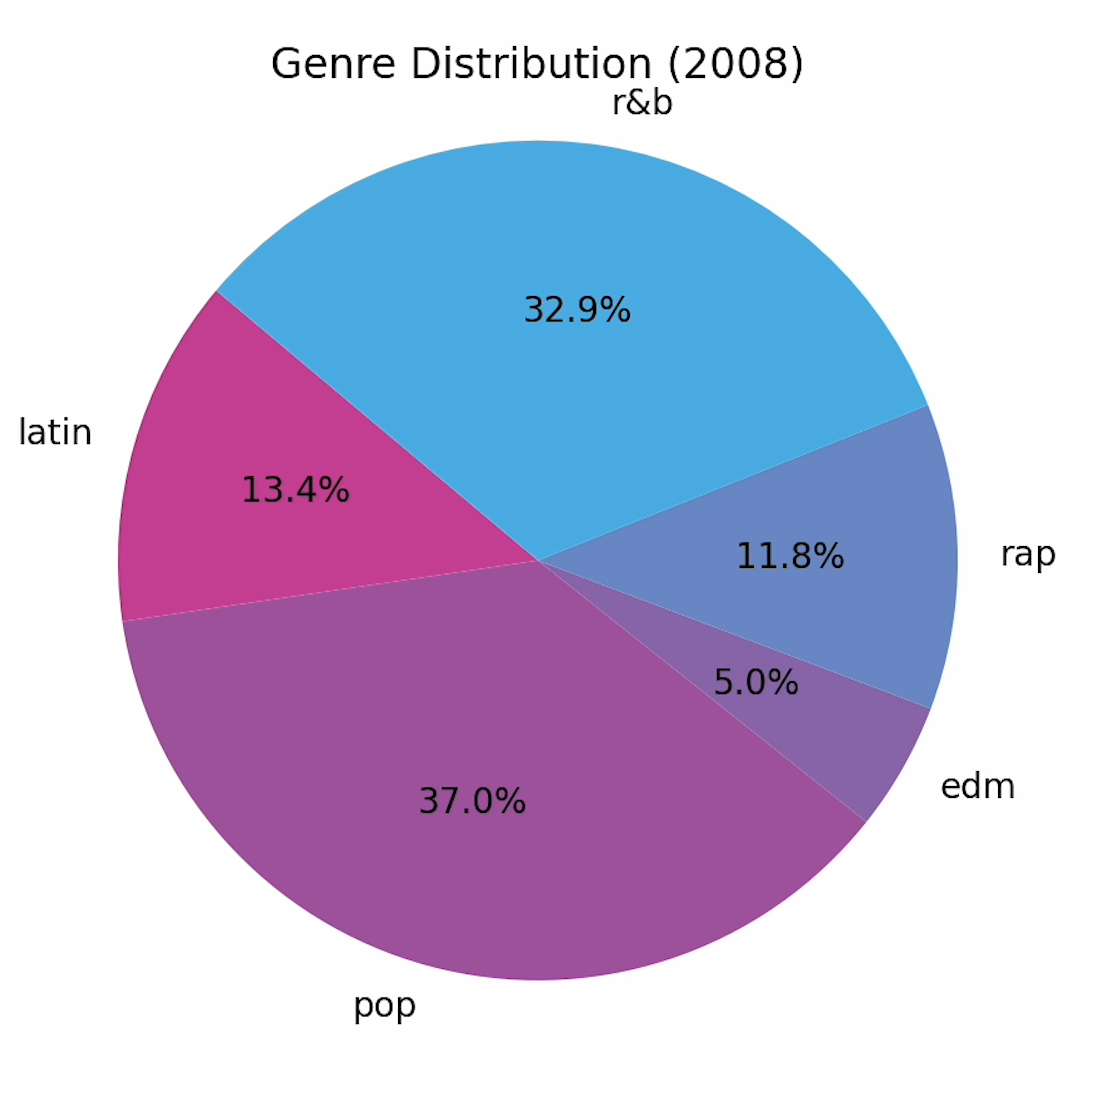 Genre Distribution (2008)
r&b
32.9%
latin
13.4%
11.8%
rap
5.0%
edm
37.0%
pop